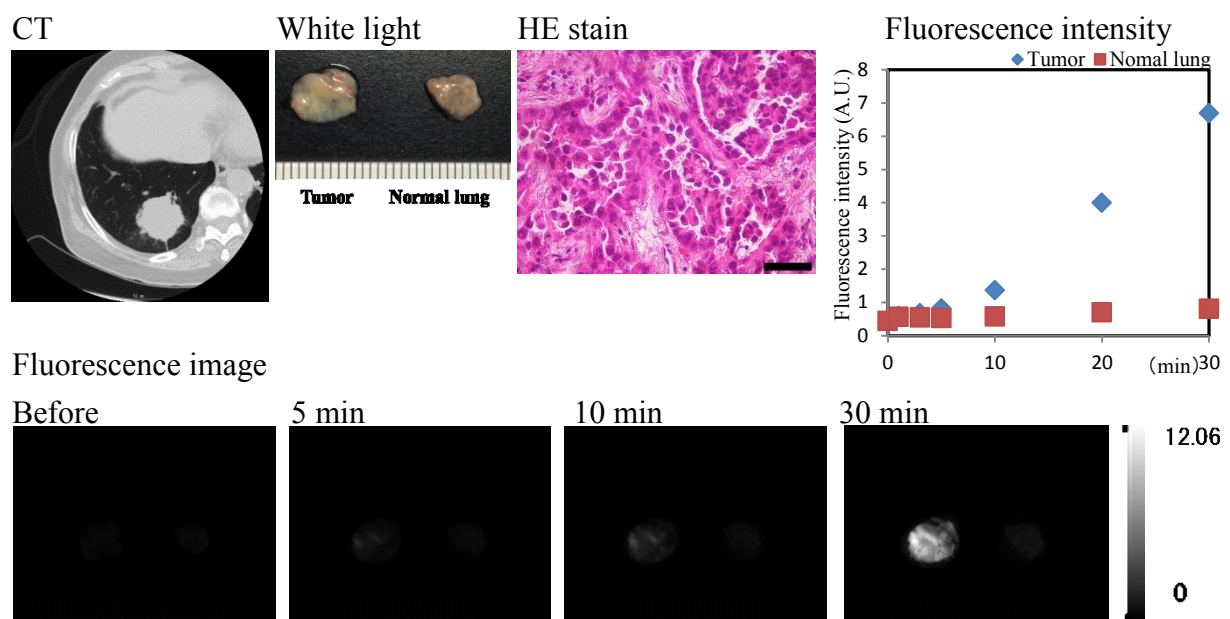 CT
White light
HE stain
Fluorescence intensity
Tumor
Normal lung
Tumor
Nomal lung
Fluorescence intensity (A.U.)
8
7
6
5
4
3
2
1
0
0
10
20
(min)
30
Fluorescence image
Before
5 min
10 min
30 min
12.06
0